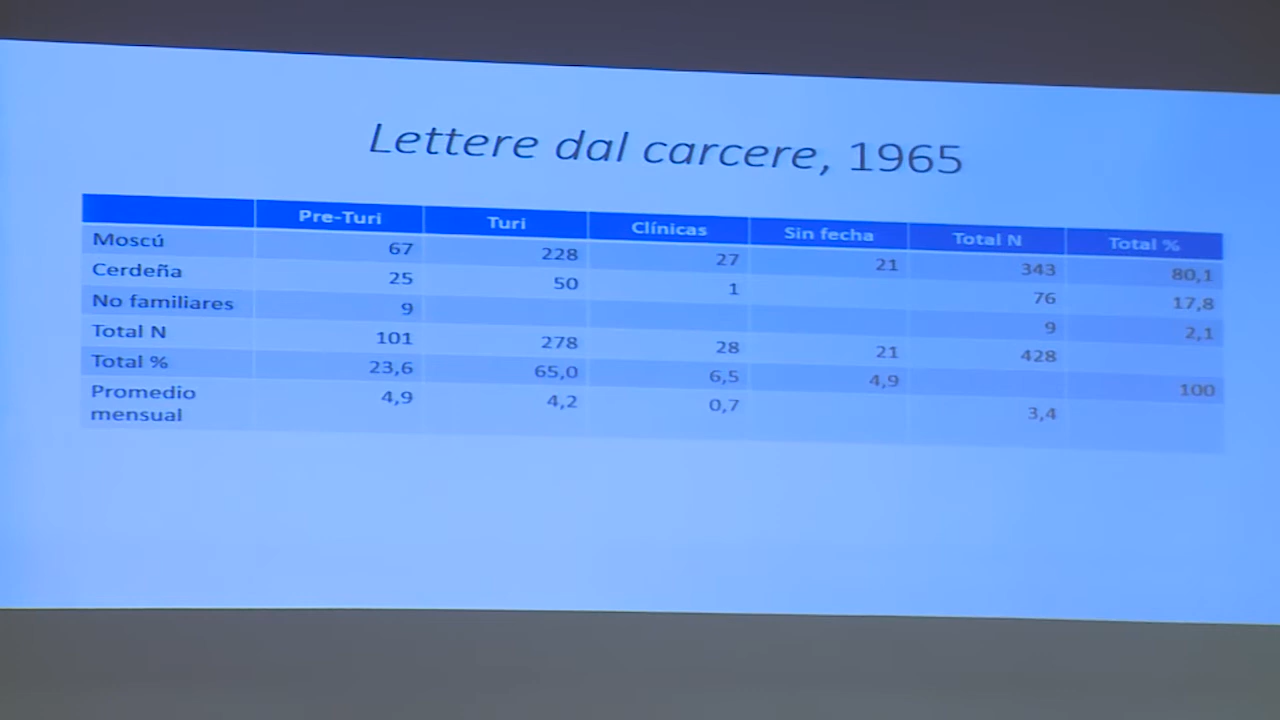 Lettere dal carcere, 1965
Pre-Turi Turi Clínicas Sin fecha Total N Total %
Moscú 67 228 27 21 343 80,1
Cerdeña 25 50 1 76 17,8
No familiares 9 9 2,1
Total N 101 278 28 21 428
Total % 23,6 65,0 6,5 4,9 100
Promedio mensual 4,9 4,2 0,7 3,4